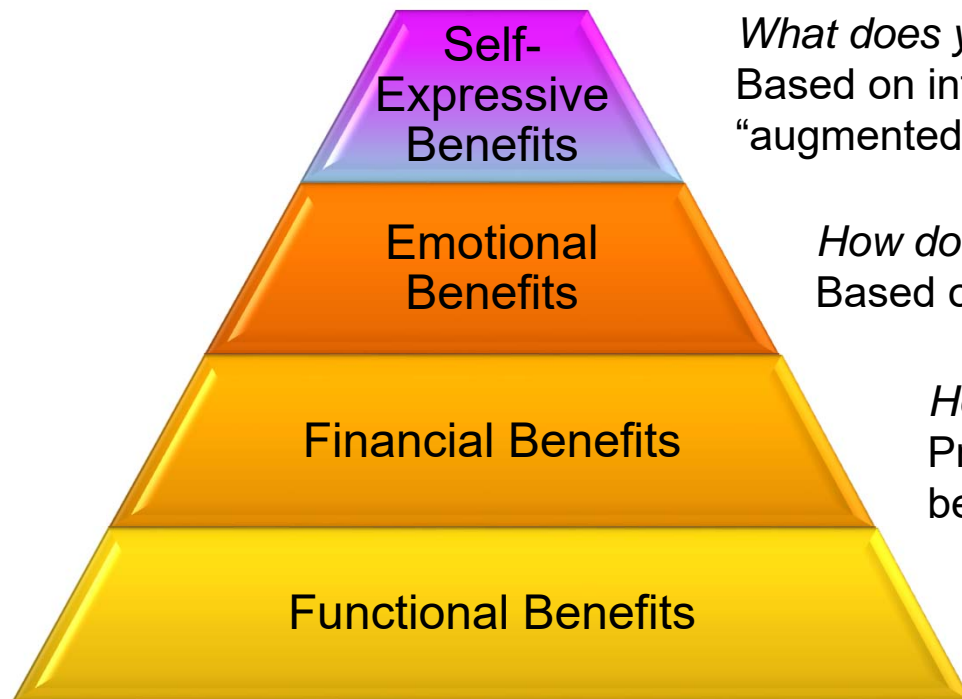 Self-
Expressive
Benefits
What does
Based on
“augmented
Emotional
Benefits
How do
Based
Financial Benefits
Functional Benefits